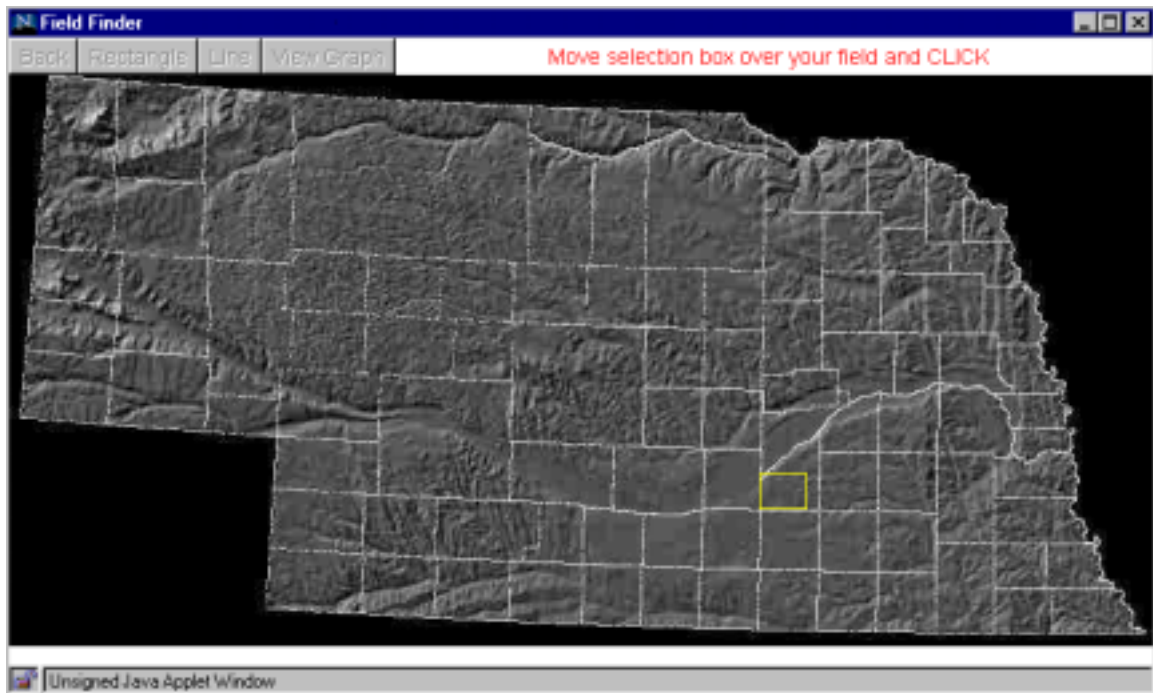 Field Finder
Back Rectangle Line View Graph Move selection box over your field and CLICK
Unsigned Java Applet Window